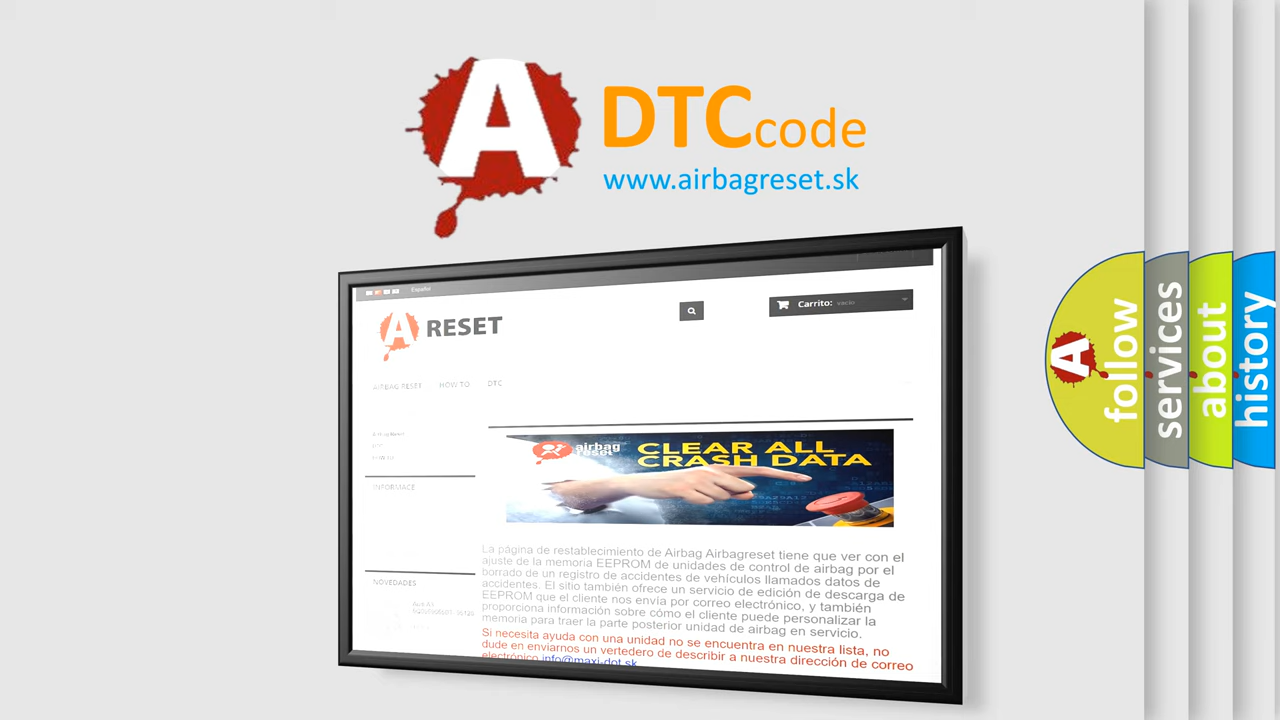 A
DTC code
www.airbagreset.sk
Español
A RESET
Carrito: vacío
AIRBAG RESET HOW TO DTC
INFORMACE
NOVEDADES
airbag
reset
CLEAR ALL
CRASH DATA
La página de restablecimiento de Airbag Airbagreset tiene que ver con el
ajuste de la memoria EEPROM de unidades de control de airbag por el
borrado de un registro de accidentes de vehículos llamados datos de
accidentes. El sitio también ofrece un servicio de edición de descarga de
EEPROM que el cliente nos envía por correo electrónico, y también
proporciona información sobre cómo el cliente puede personalizar la
memoria para traer la parte posterior unidad de airbag en servicio.
Si necesita ayuda con una unidad no se encuentra en nuestra lista, no
dude en enviarnos un vertedero de describir a nuestra dirección de correo
electrónico info@maxi-dot.sk
A
follow
services
about
history